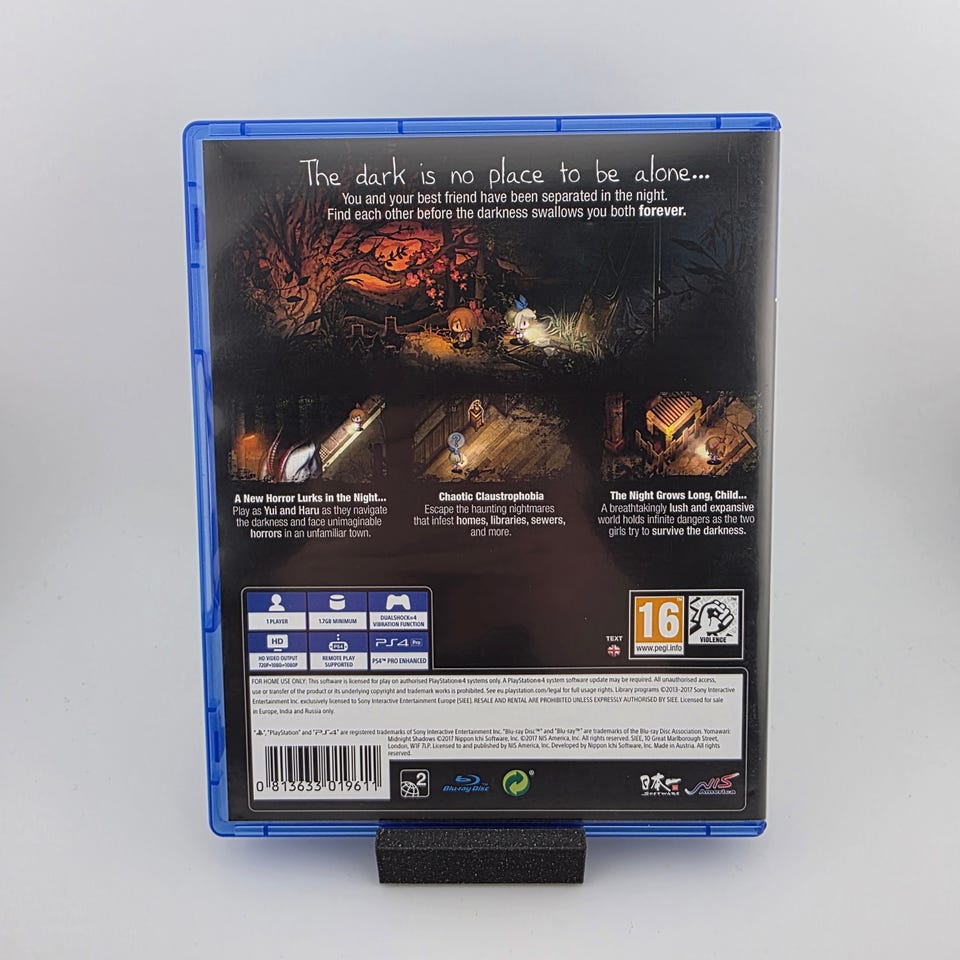 The dark is no place to be alone...
You and your best friend have been separated in the night.
Find each other before the darkness swallows you both forever.
A New Horror Lurks in the Night...
Play as Yui and Haru as they navigate
the darkness and face unimaginable
horrors in an unfamiliar town.
Chaotic Claustrophobia
Escape the haunting nightmares
that infest homes, libraries, sewers,
and more.
The Night Grows Long, Child...
A breathtakingly lush and expansive
world holds infinite dangers as the two
girls try to survive the darkness.
1 PLAYER
1.7GB MINIMUM
DUALSHOCK®4
VIBRATION FUNCTION
HD
HD VIDEO OUTPUT
720P•1080i•1080P
PS4
REMOTE PLAY
SUPPORTED
PS4 Pro
PS4™ PRO ENHANCED
TEXT
16
www.pegi.info
VIOLENCE
FOR HOME USE ONLY: This software is licensed for play on authorised PlayStation®4 systems only. A PlayStation®4 system software update may be required. All unauthorised access,
use or transfer of the product or its underlying copyright and trademark works is prohibited. See eu.playstation.com/legal for full usage rights. Library programs ©2013-2017 Sony Interactive
Entertainment Inc. exclusively licensed to Sony Interactive Entertainment Europe (SIEE). RESALE AND RENTAL ARE PROHIBITED UNLESS EXPRESSLY AUTHORISED BY SIEE. Licensed for sale
in Europe, India and Russia only.
"PlayStation" and "PS4" are registered trademarks of Sony Interactive Entertainment Inc. "Blu-ray Disc™" and "Blu-ray™" are trademarks of the Blu-ray Disc Association. Yomawari:
Midnight Shadows ©2017 Nippon Ichi Software, Inc. ©2017 NIS America, Inc. All rights reserved. SIEE, 10 Great Marlborough Street,
London, W1F 7LP. Licensed to and published by NIS America, Inc. Developed by Nippon Ichi Software, Inc. Made in Austria. All rights
reserved.
0 813633 019611
2
Blu-ray Disc
日本一
SOFTWARE
NIS
America